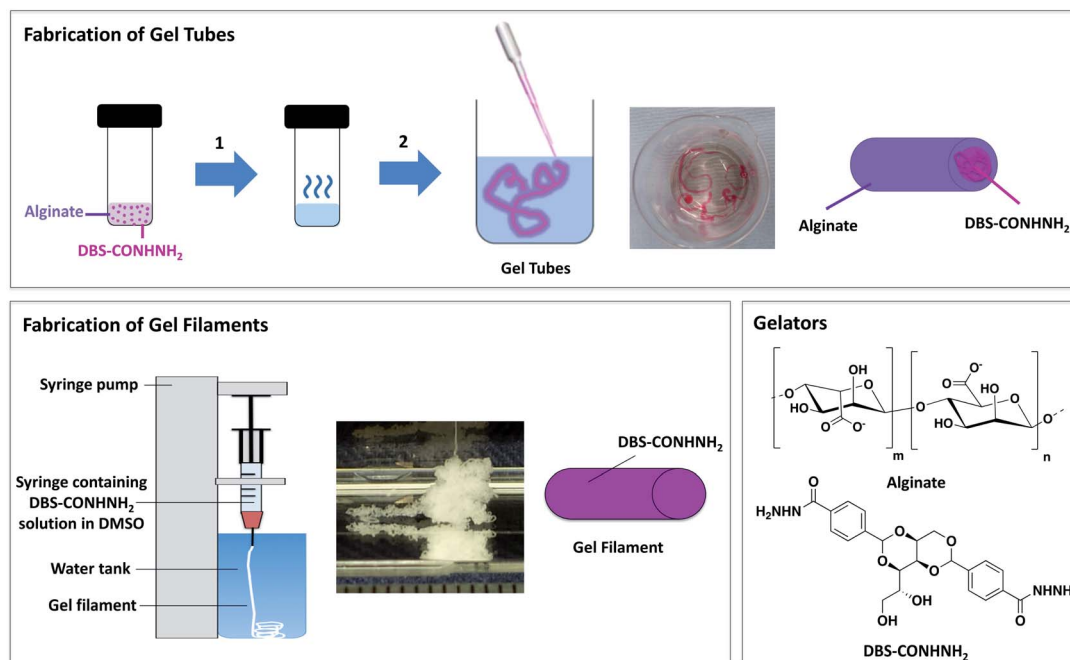 Fabrication of Gel Tubes
1
2
Alginate
DBS-CONHNH₂
Gel Tubes
Alginate
DBS-CONHNH₂
Fabrication of Gel Filaments
Syringe pump
Syringe containing
DBS-CONHNH₂
solution in DMSO
Water tank
Gel filament
DBS-CONHNH₂
Gel Filament
Gelators
O
OH
O
HO
O
O⁻
O
m
O
O⁻
HO
O
HO
O
n
Alginate
O
H₂NHN
O
O
O
O
OH
OH
NHNH₂
O
DBS-CONHNH₂